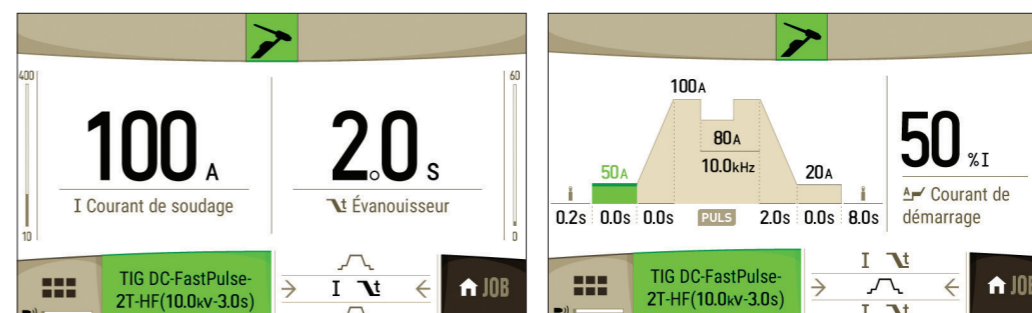 400
60
100 A
2.0 s
I Courant de soudage
t Évanouisseur
10
0
TIG DC-FastPulse-
2T-HF(10.0kv-3.0s)
I t
JOB
100A
80A
10.0kHz
50A
20A
0.2s 0.0s 0.0s PULS 2.0s 0.0s 8.0s
50 %I
Courant de
démarrage
I t
TIG DC-FastPulse-
2T-HF(10.0kv-3.0s)
JOB
I t